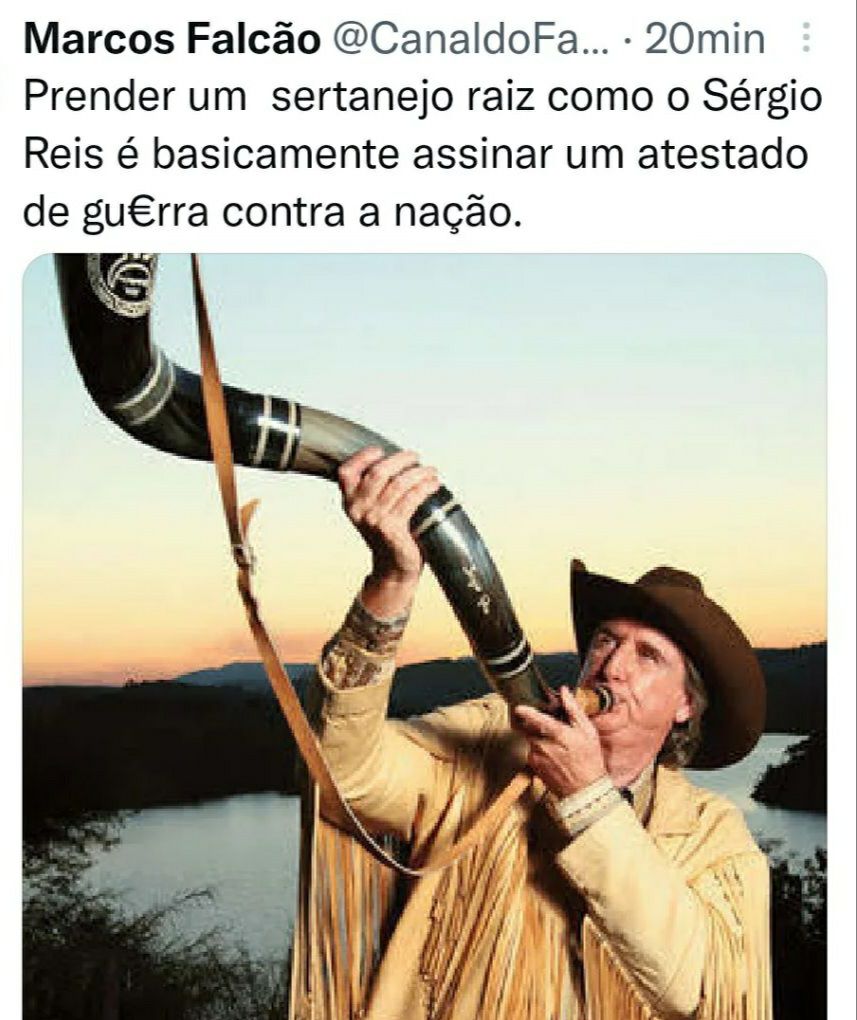 Marcos Falcão @CanaldoFa... · 20min
Prender um sertanejo raiz como o Sérgio
Reis é basicamente assinar um atestado
de gu€rra contra a nação.